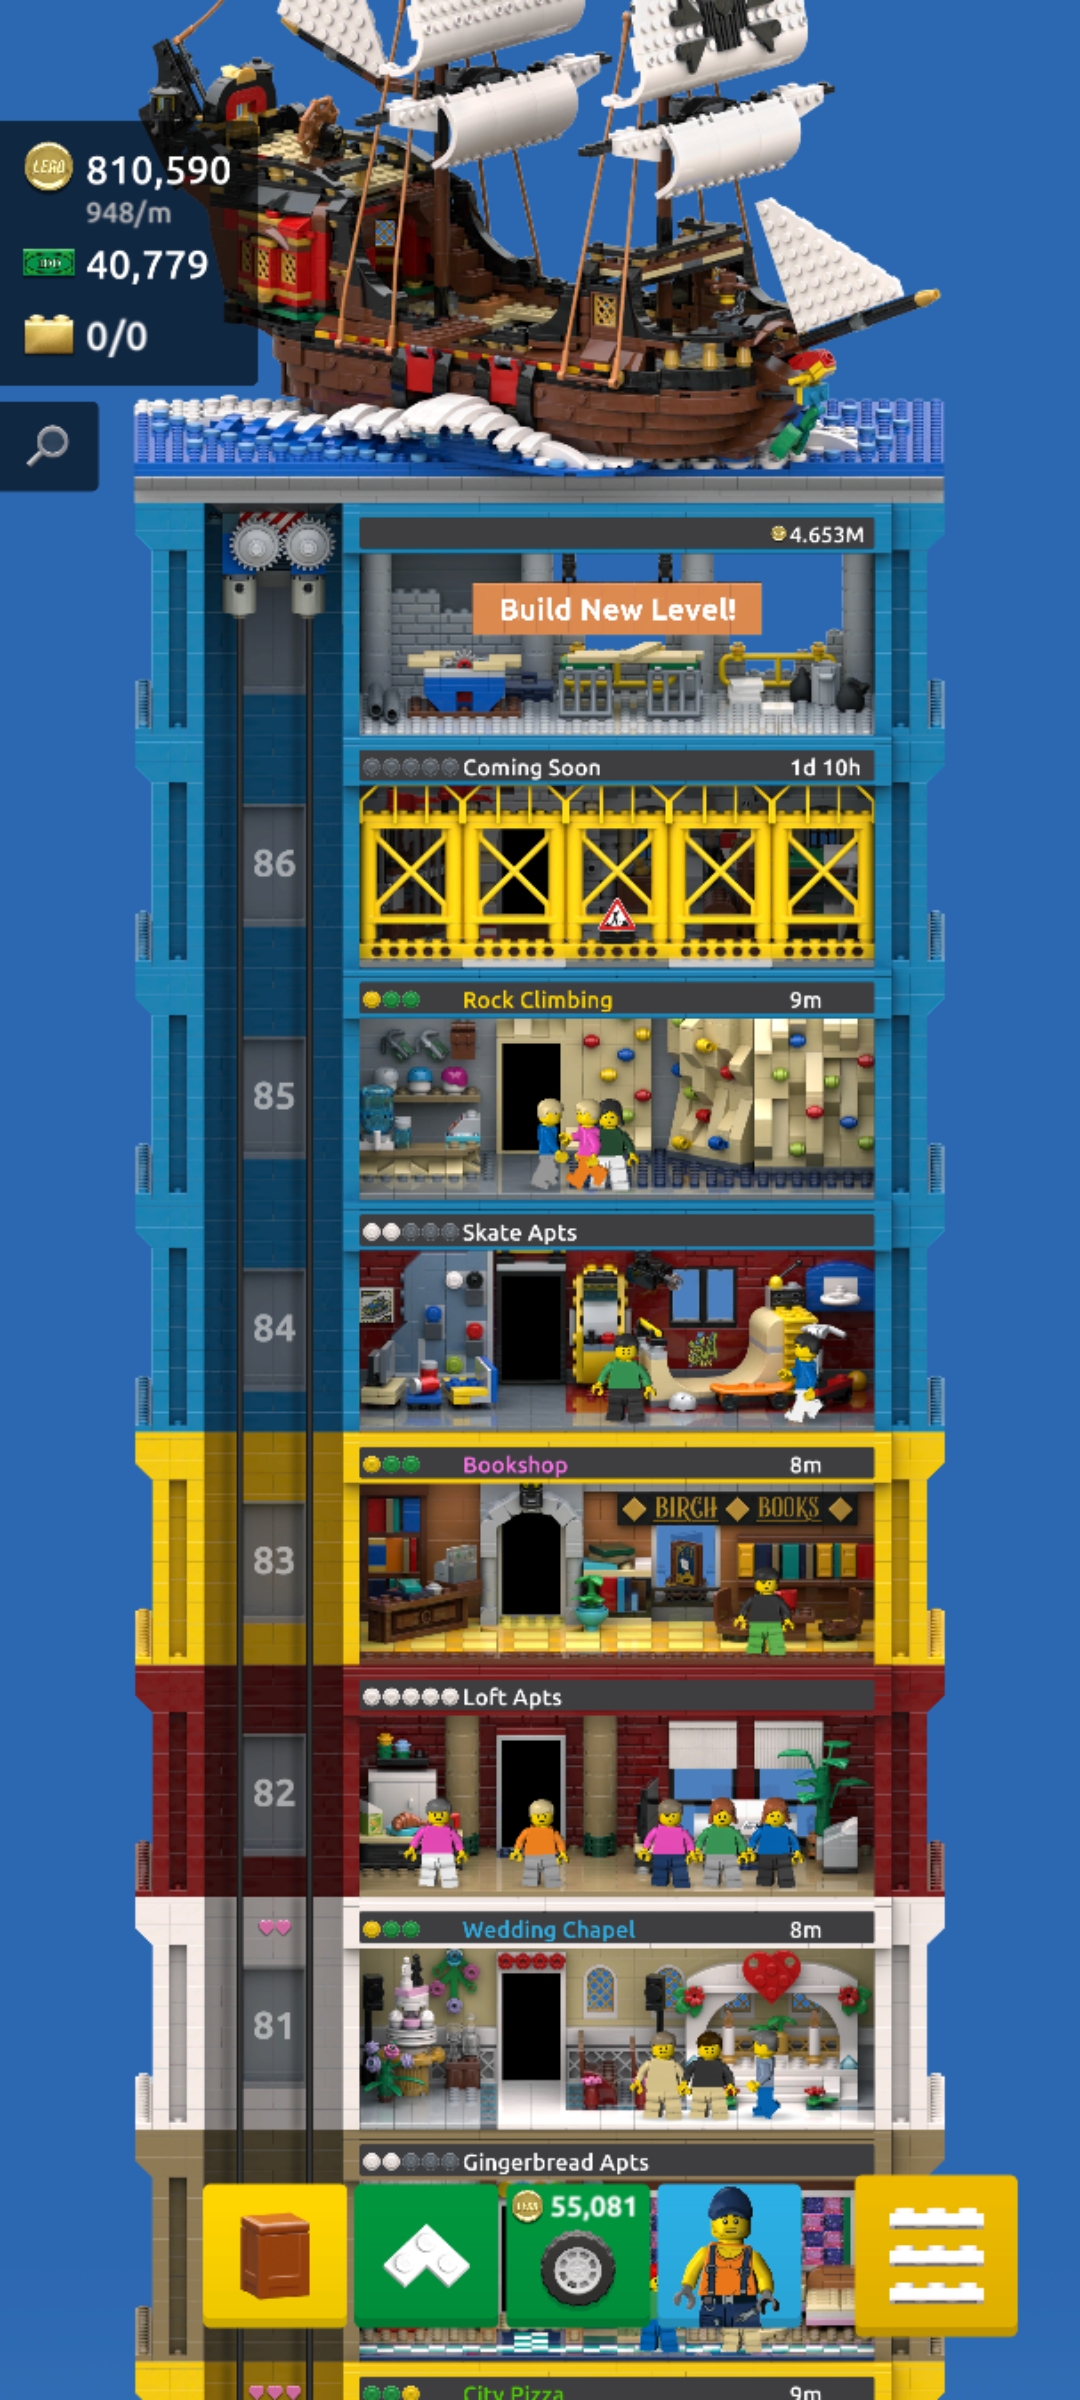 LEGO 810,590
948/m
40,779
0/0
4.653M
Build New Level!
Coming Soon 1d 10h
86
Rock Climbing 9m
85
Skate Apts
84
Bookshop 8m
BIRCH BOOKS
83
Loft Apts
82
Wedding Chapel 8m
81
Gingerbread Apts
55,081
City Pizza 9m